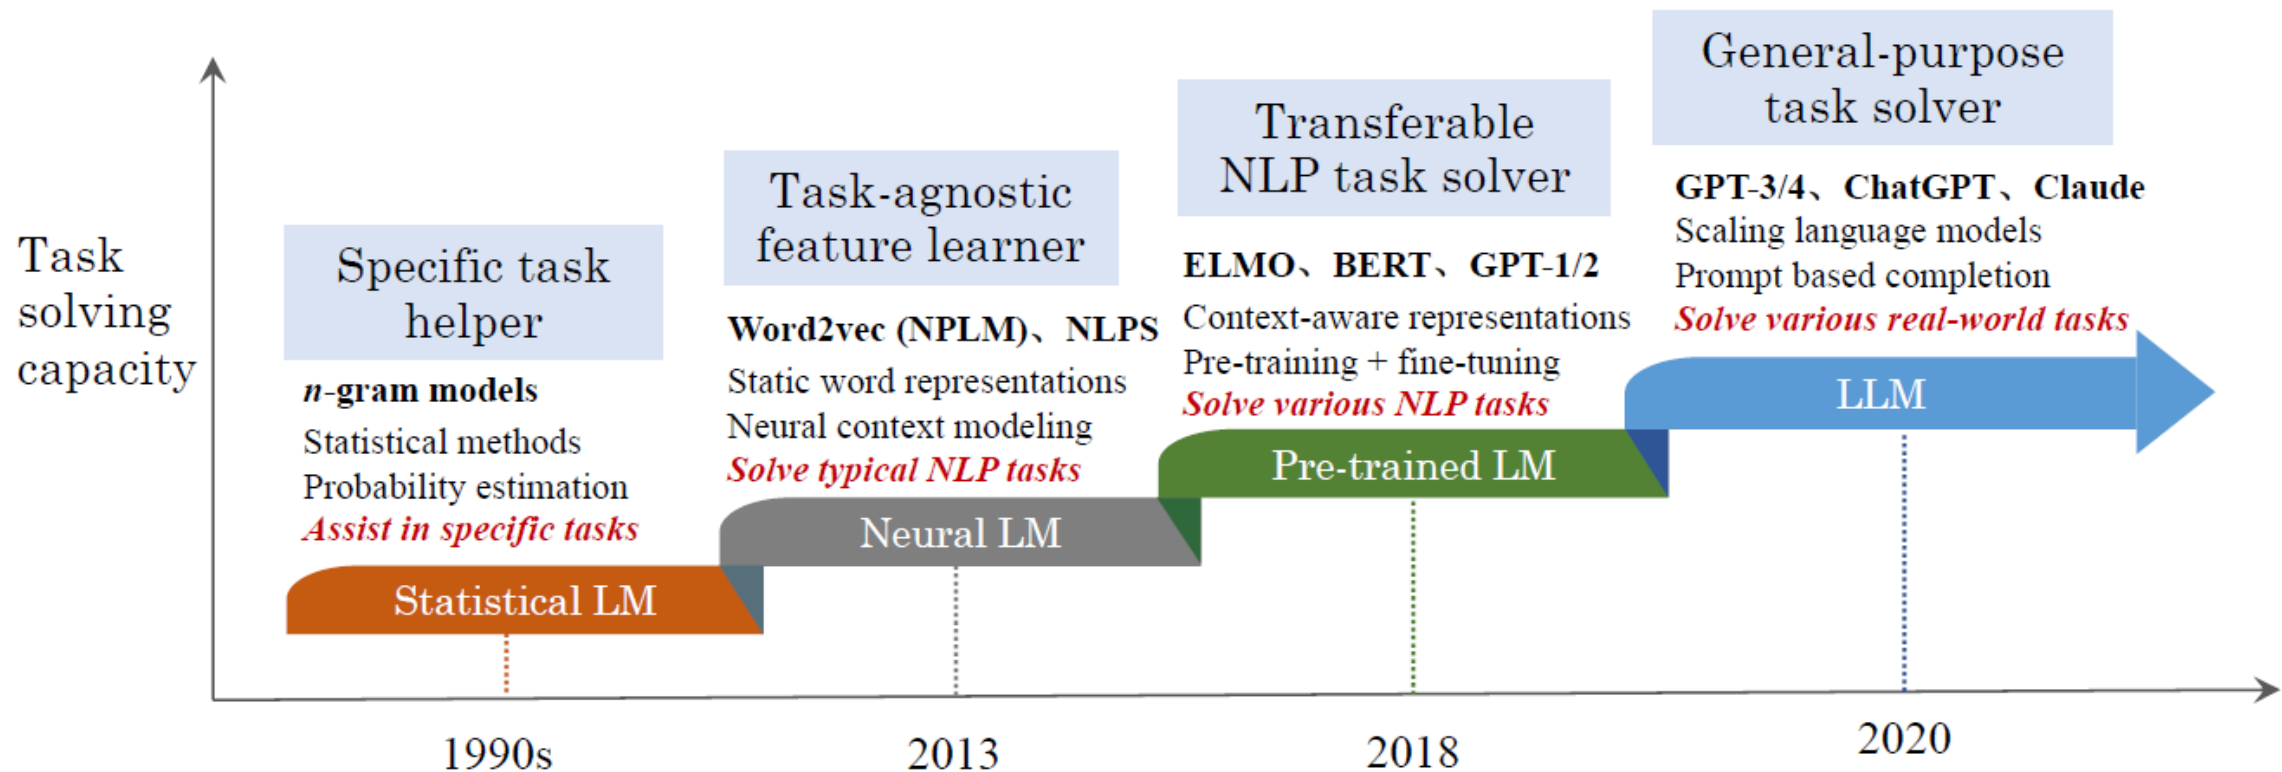 Task
solving
capacity
Specific task
helper
n-gram models
Statistical methods
Probability estimation
Assist in specific tasks
Statistical LM
1990s
Task-agnostic
feature learner
Word2vec (NPLM)、NLPS
Static word representations
Neural context modeling
Solve typical NLP tasks
Neural LM
2013
Transferable
NLP task solver
ELMO、BERT、GPT-1/2
Context-aware representations
Pre-training + fine-tuning
Solve various NLP tasks
Pre-trained LM
2018
General-purpose
task solver
GPT-3/4、ChatGPT、Claude
Scaling language models
Prompt based completion
Solve various real-world tasks
LLM
2020